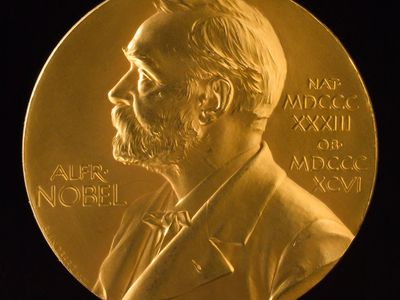 ALFR·
NOBEL
NAT·
MDCCC
XXXIII
OB·
MDCCC
XCVI